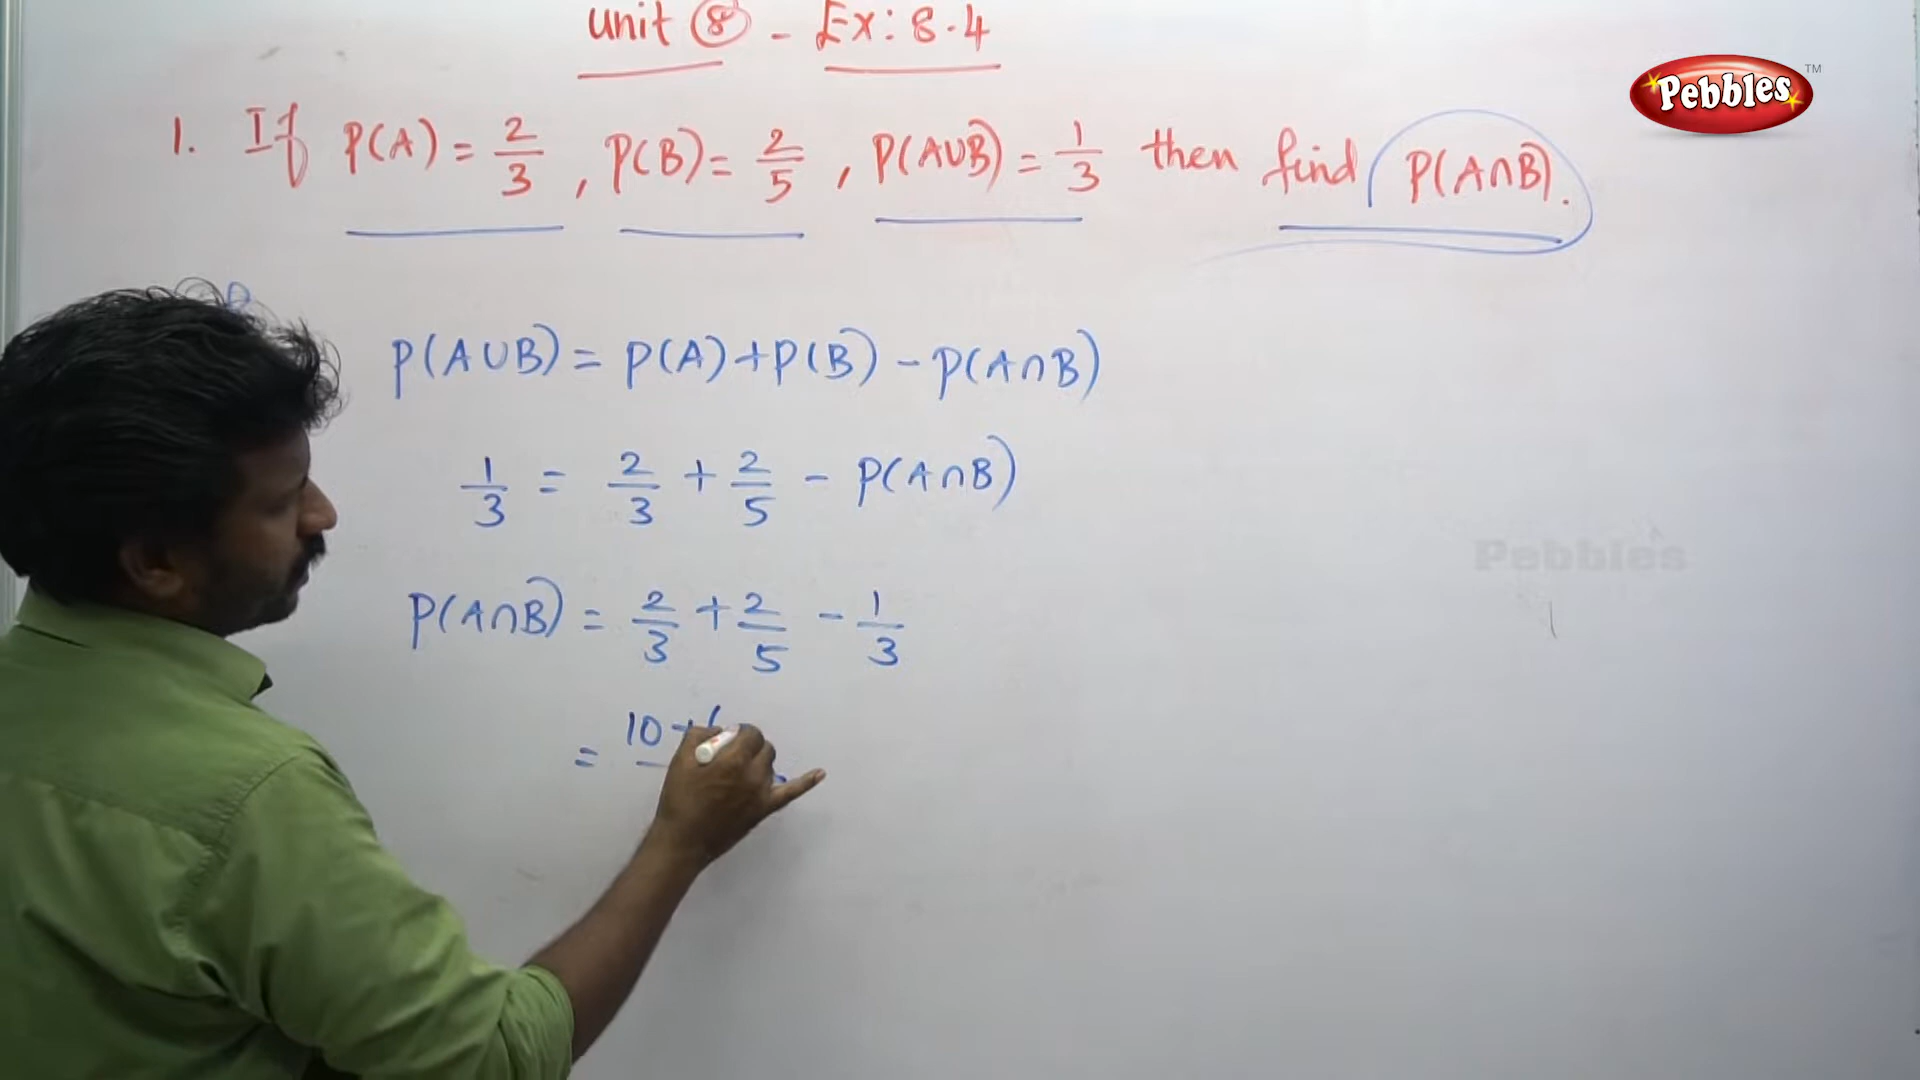 unit ⑧ - Ex: 8.4
Pebbles™
1. If P(A) = 2/3, P(B) = 2/5, P(A∪B) = 1/3 then find P(A∩B).
P(A∪B) = P(A)+P(B) - P(A∩B)
1/3 = 2/3 + 2/5 - P(A∩B)
Pebbles
P(A∩B) = 2/3 + 2/5 - 1/3
= 10+